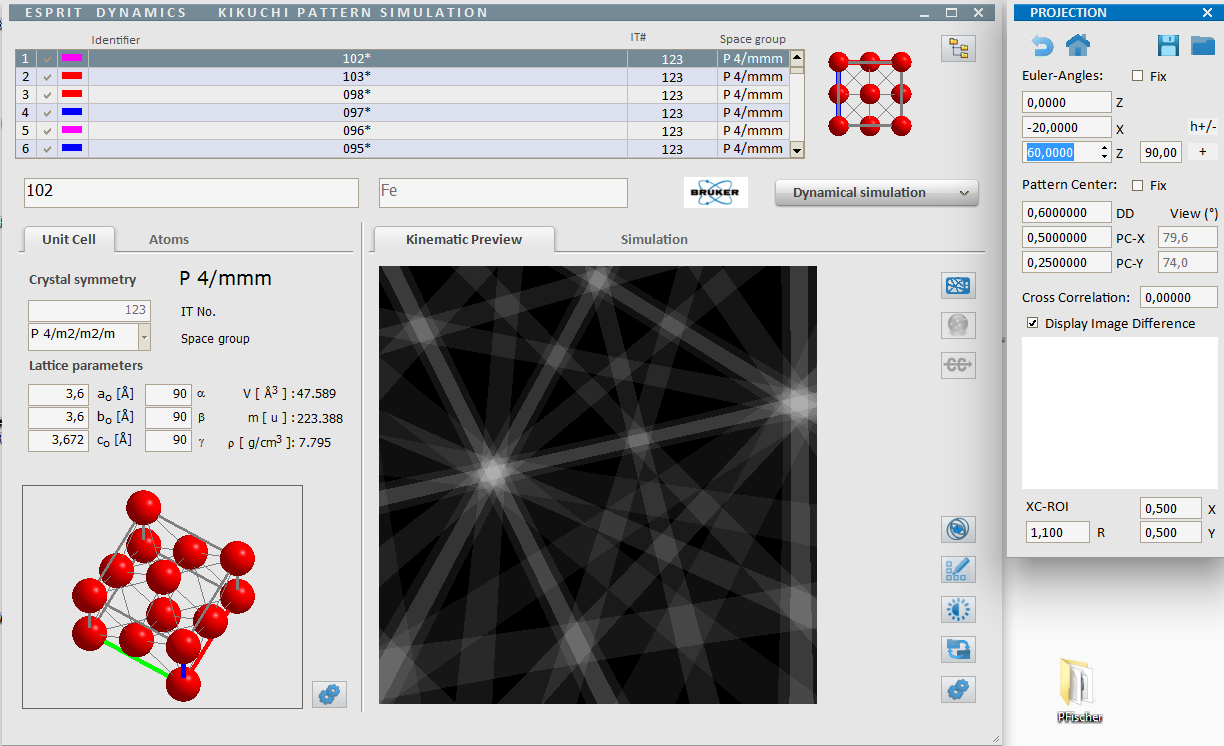 ESPRIT DYNAMICS KIKUCHI PATTERN SIMULATION
Identifier IT# Space group
1 102* 123 P 4/mmm
2 103* 123 P 4/mmm
3 098* 123 P 4/mmm
4 097* 123 P 4/mmm
5 096* 123 P 4/mmm
6 095* 123 P 4/mmm
102 Fe BRUKER Dynamical simulation
Unit Cell Atoms Kinematic Preview Simulation
Crystal symmetry P 4/mmm
123 IT No.
P 4/m2/m2/m Space group
Lattice parameters
3,6 a₀ [Å] 90 α V [ Å³ ] : 47.589
3,6 b₀ [Å] 90 β m [ u ] : 223.388
3,672 c₀ [Å] 90 γ ρ [ g/cm³ ]: 7.795
CC
PROJECTION
Euler-Angles: Fix
0,0000 Z
-20,0000 X h+/-
60,0000 Z 90,00 +
Pattern Center: Fix
0,6000000 DD View (°)
0,5000000 PC-X 79,6
0,2500000 PC-Y 74,0
Cross Correlation: 0,00000
Display Image Difference
XC-ROI 0,500 X
1,100 R 0,500 Y
PFischer